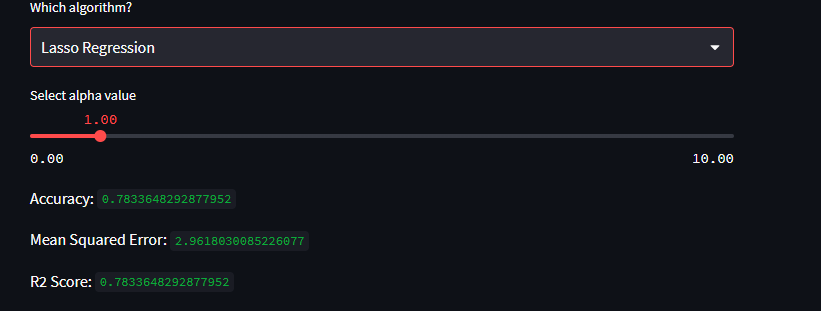 Which algorithm?
Lasso Regression
Select alpha value
1.00
0.00 10.00
Accuracy: 0.7833648292877952
Mean Squared Error: 2.9618030085226077
R2 Score: 0.7833648292877952